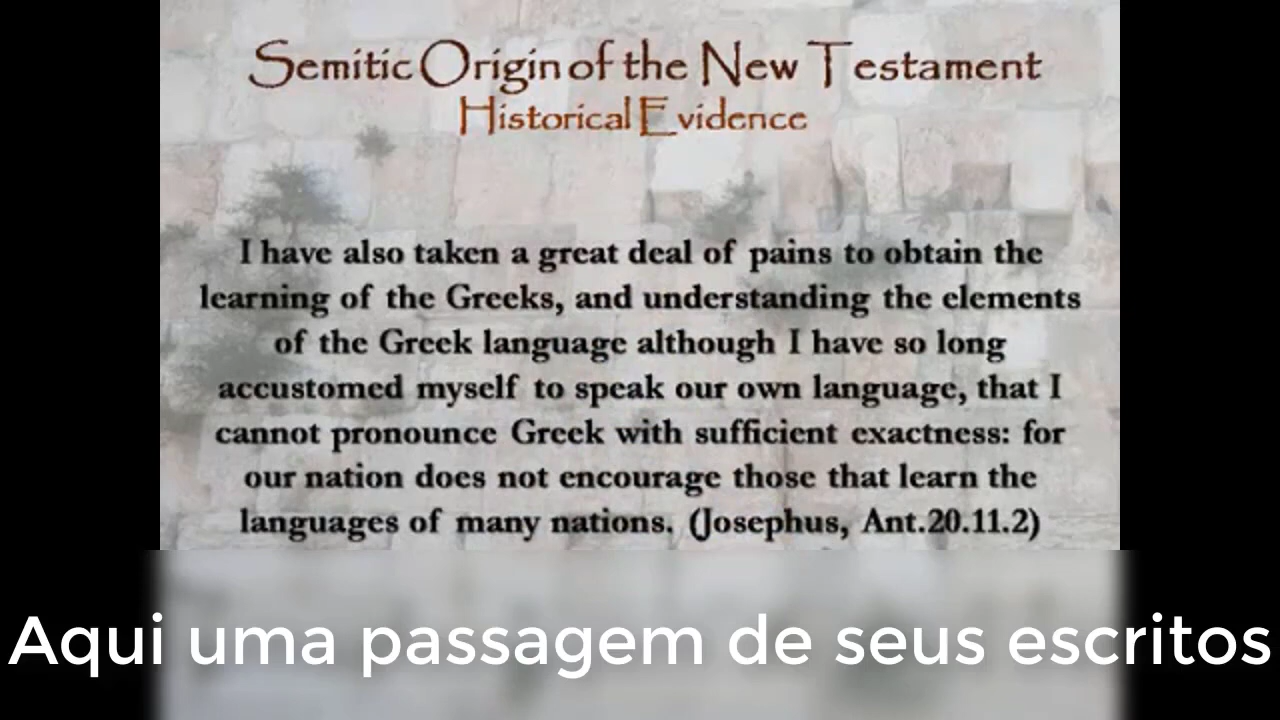 Semitic Origin of the New Testament
Historical Evidence
I have also taken a great deal of pains to obtain the
learning of the Greeks, and understanding the elements
of the Greek language although I have so long
accustomed myself to speak our own language, that I
cannot pronounce Greek with sufficient exactness: for
our nation does not encourage those that learn the
languages of many nations. (Josephus, Ant.20.11.2)
Aqui uma passagem de seus escritos